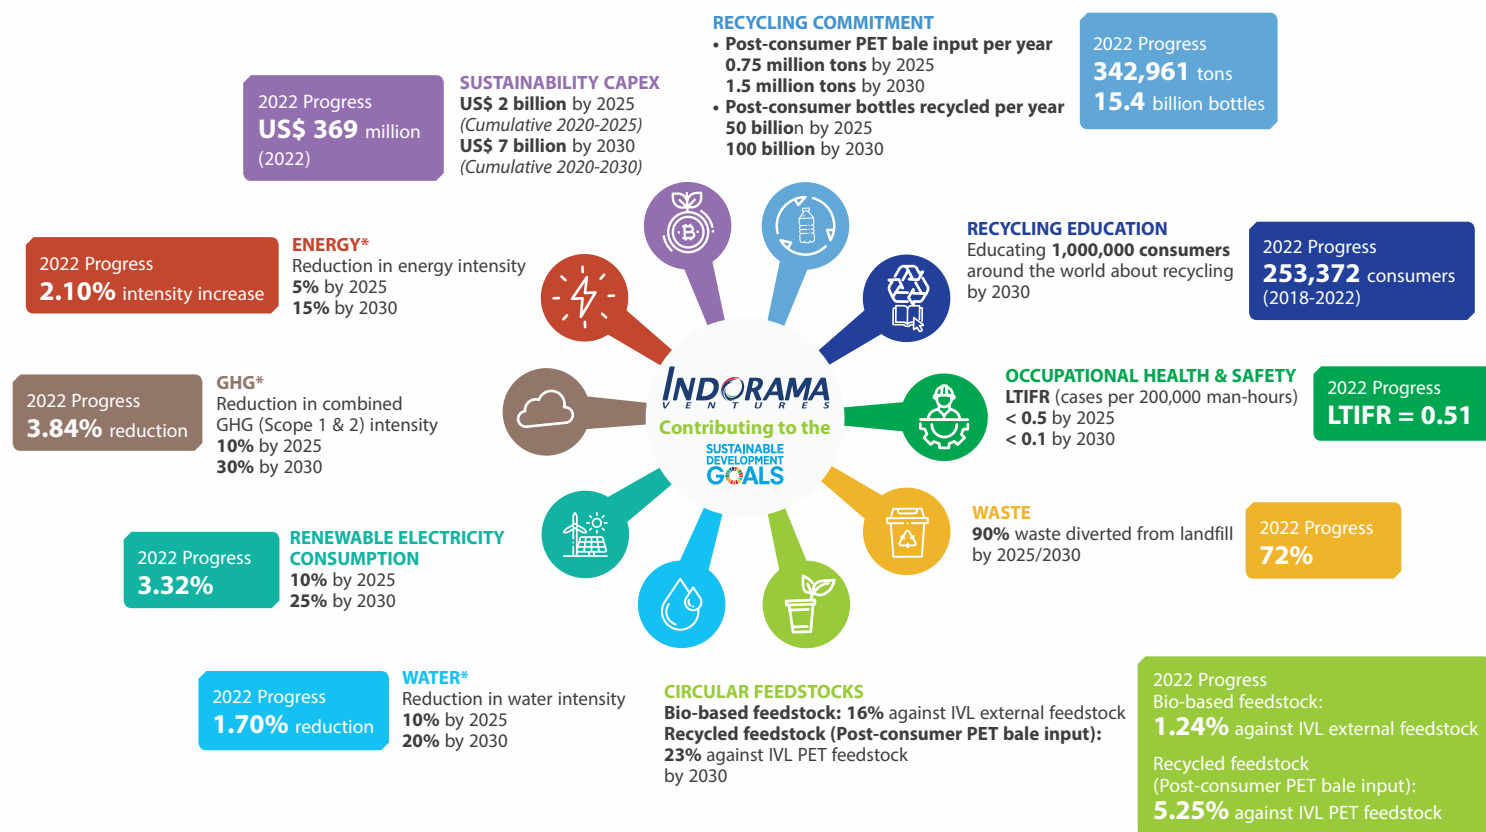 RECYCLING COMMITMENT
• Post-consumer PET bale input per year
0.75 million tons by 2025
1.5 million tons by 2030
• Post-consumer bottles recycled per year
50 billion by 2025
100 billion by 2030
2022 Progress
342,961 tons
15.4 billion bottles
2022 Progress
US$ 369 million
(2022)
SUSTAINABILITY CAPEX
US$ 2 billion by 2025
(Cumulative 2020-2025)
US$ 7 billion by 2030
(Cumulative 2020-2030)
RECYCLING EDUCATION
Educating 1,000,000 consumers
around the world about recycling
by 2030
2022 Progress
253,372 consumers
(2018-2022)
2022 Progress
2.10% intensity increase
ENERGY*
Reduction in energy intensity
5% by 2025
15% by 2030
2022 Progress
3.84% reduction
GHG*
Reduction in combined
GHG (Scope 1 & 2) intensity
10% by 2025
30% by 2030
INDORAMA
VENTURES
Contributing to the
SUSTAINABLE
DEVELOPMENT
GOALS
OCCUPATIONAL HEALTH & SAFETY
LTIFR (cases per 200,000 man-hours)
< 0.5 by 2025
< 0.1 by 2030
2022 Progress
LTIFR = 0.51
2022 Progress
3.32%
RENEWABLE ELECTRICITY
CONSUMPTION
10% by 2025
25% by 2030
WASTE
90% waste diverted from landfill
by 2025/2030
2022 Progress
72%
2022 Progress
1.70% reduction
WATER*
Reduction in water intensity
10% by 2025
20% by 2030
CIRCULAR FEEDSTOCKS
Bio-based feedstock: 16% against IVL external feedstock
Recycled feedstock (Post-consumer PET bale input):
23% against IVL PET feedstock
by 2030
2022 Progress
Bio-based feedstock:
1.24% against IVL external feedstock
Recycled feedstock
(Post-consumer PET bale input):
5.25% against IVL PET feedstock